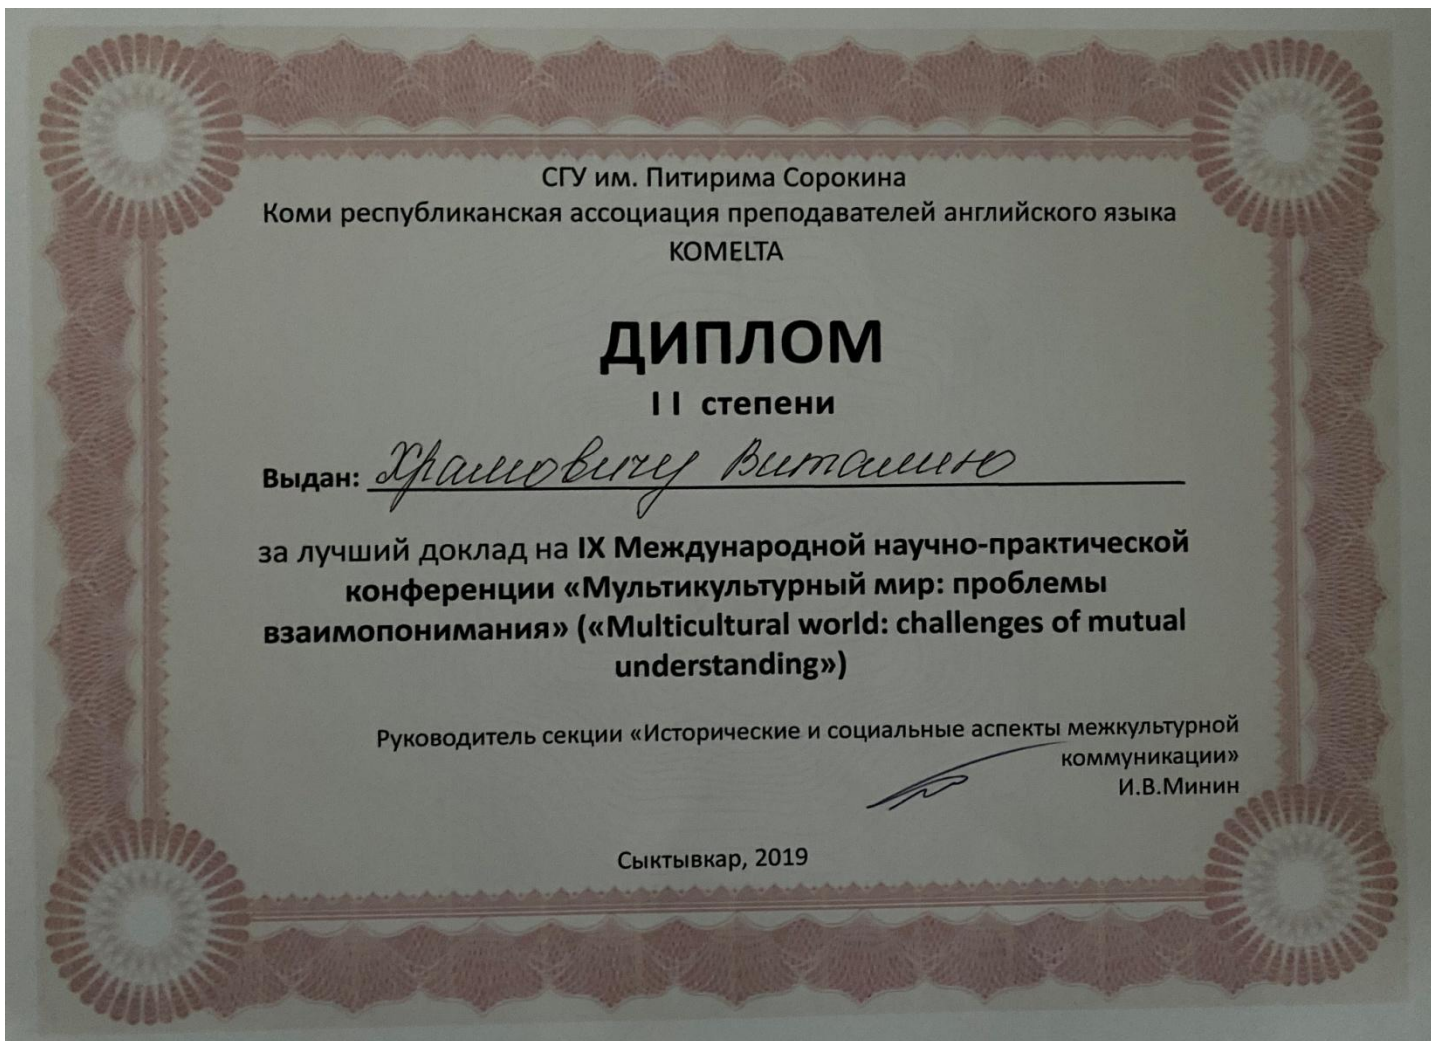 СГУ им. Питирима Сорокина
Коми республиканская ассоциация преподавателей английского языка
KOMELTA
ДИПЛОМ
I I степени
Выдан: Храмовичу Виталию
за лучший доклад на IX Международной научно-практической
конференции «Мультикультурный мир: проблемы
взаимопонимания» («Multicultural world: challenges of mutual
understanding»)
Руководитель секции «Исторические и социальные аспекты межкультурной
коммуникации»
И.В.Минин
Сыктывкар, 2019